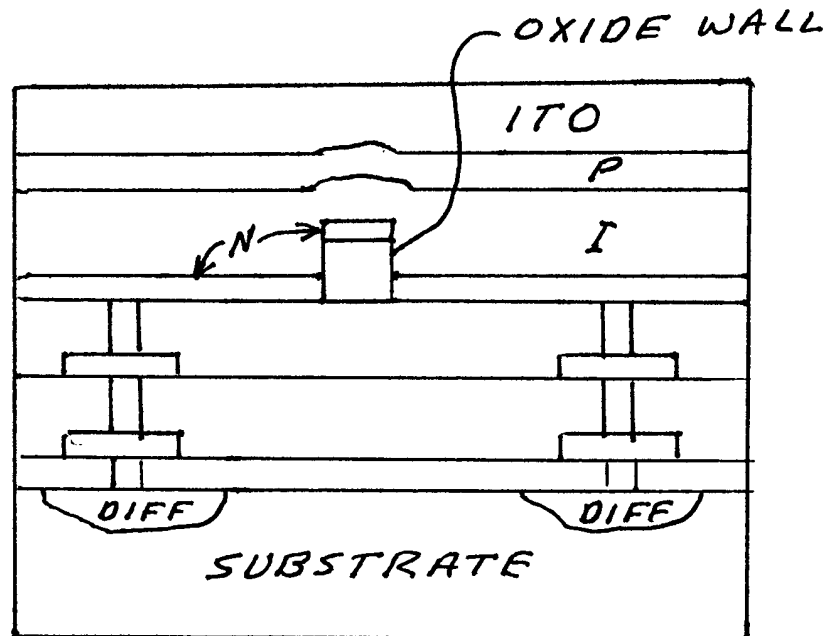 OXIDE WALL
ITO
P
N
I
DIFF
DIFF
SUBSTRATE